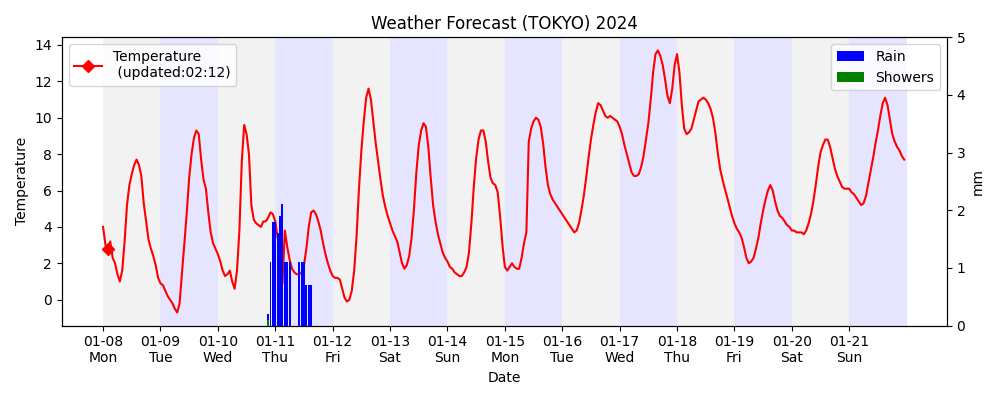 Weather Forecast (TOKYO) 2024
Temperature
(updated:02:12)
Rain
Showers
Temperature
14
12
10
8
6
4
2
0
5
4
3
2
1
0
mm
01-08 01-09 01-10 01-11 01-12 01-13 01-14 01-15 01-16 01-17 01-18 01-19 01-20 01-21
Mon Tue Wed Thu Fri Sat Sun Mon Tue Wed Thu Fri Sat Sun
Date